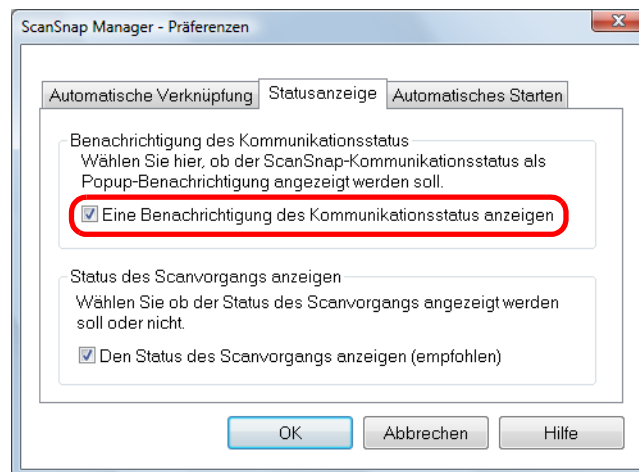 ScanSnap Manager - Präferenzen
Automatische Verknüpfung
Statusanzeige
Automatisches Starten
Benachrichtigung des Kommunikationsstatus
Wählen Sie hier, ob der ScanSnap-Kommunikationsstatus als
Popup-Benachrichtigung angezeigt werden soll.
Eine Benachrichtigung des Kommunikationsstatus anzeigen
Status des Scanvorgangs anzeigen
Wählen Sie ob der Status des Scanvorgangs angezeigt werden
soll oder nicht.
Den Status des Scanvorgangs anzeigen (empfohlen)
OK
Abbrechen
Hilfe